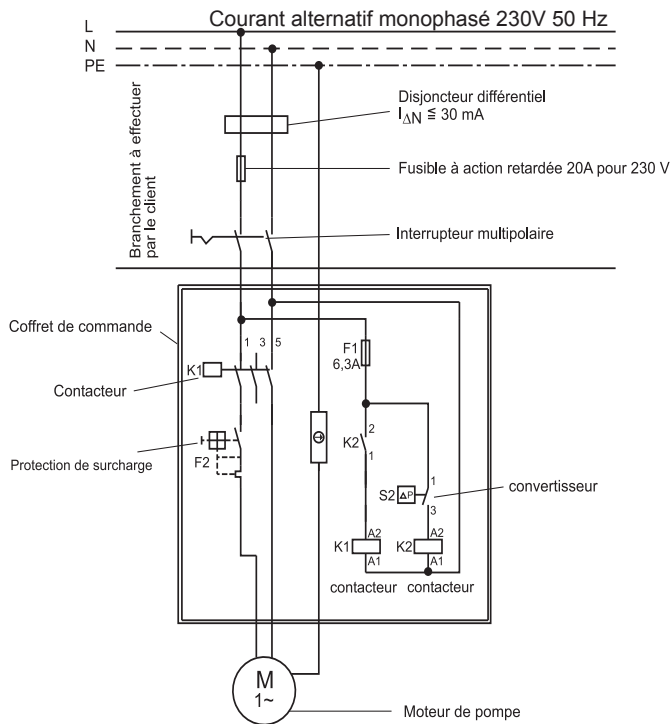 Courant alternatif monophasé 230V 50 Hz
L
N
PE
Branchement à effectuer
par le client
Disjoncteur différentiel
I∆N ≦ 30 mA
Fusible à action retardée 20A pour 230 V
Interrupteur multipolaire
Coffret de commande
1 3 5
K1
Contacteur
F1
6,3A
2
K2
1
Protection de surcharge
F2
1
S2 ∆P
3
convertisseur
A2 A2
K1 K2
A1 A1
contacteur contacteur
M
1~
Moteur de pompe